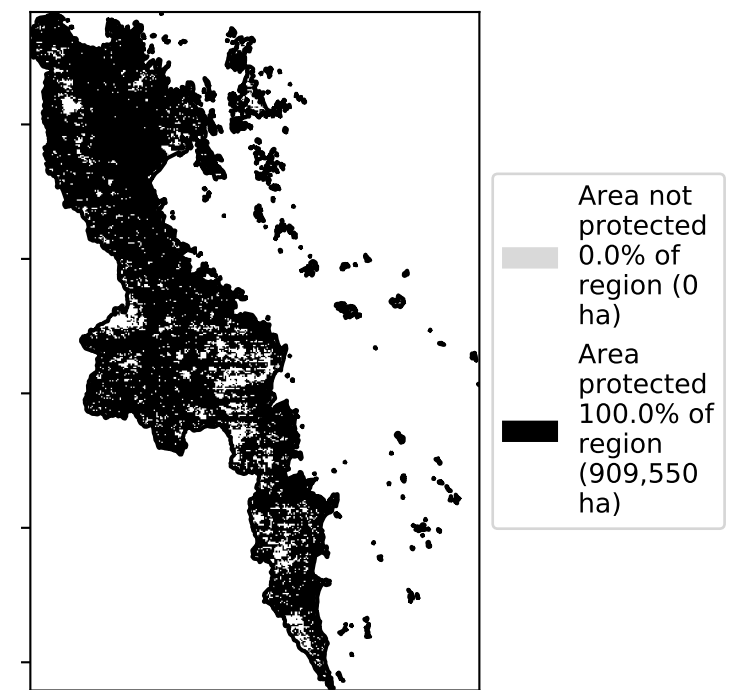 Area not
protected
0.0% of
region (0
ha)
Area
protected
100.0% of
region
(909,550
ha)